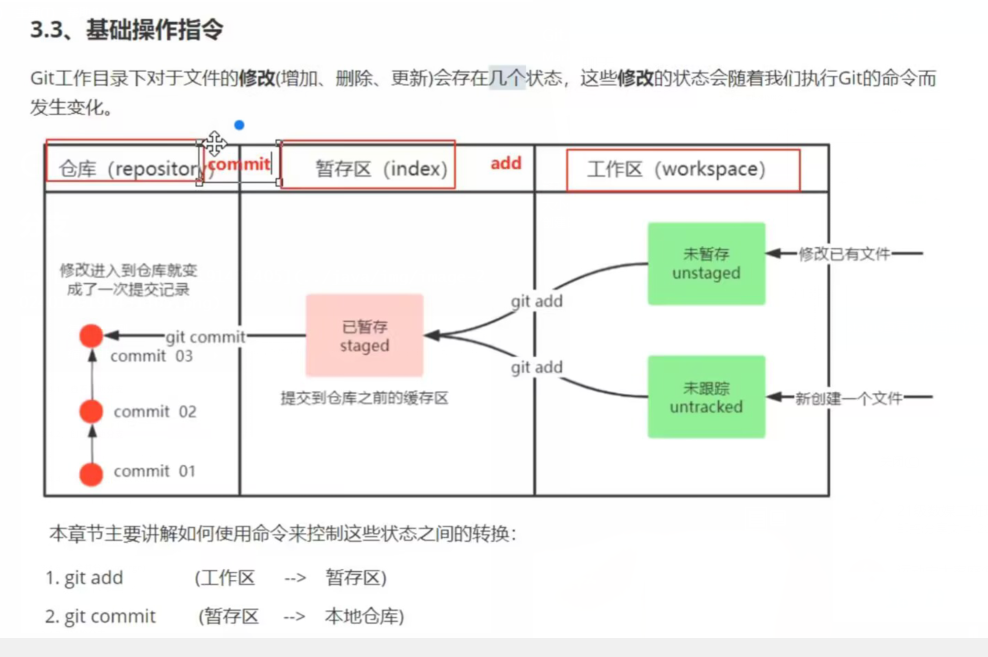 3.3、基础操作指令
Git工作目录下对于文件的修改(增加、删除、更新)会存在几个状态，这些修改的状态会随着我们执行Git的命令而
发生变化。
仓库（repository） commit 暂存区（index） add 工作区（workspace）
未暂存
unstaged
修改已有文件
修改进入到仓库就变
成了一次提交记录
git add
已暂存
staged
git commit
commit 03
git add
提交到仓库之前的缓存区
未跟踪
untracked
新创建一个文件
commit 02
commit 01
本章节主要讲解如何使用命令来控制这些状态之间的转换：
1. git add (工作区 --> 暂存区)
2. git commit (暂存区 --> 本地仓库)